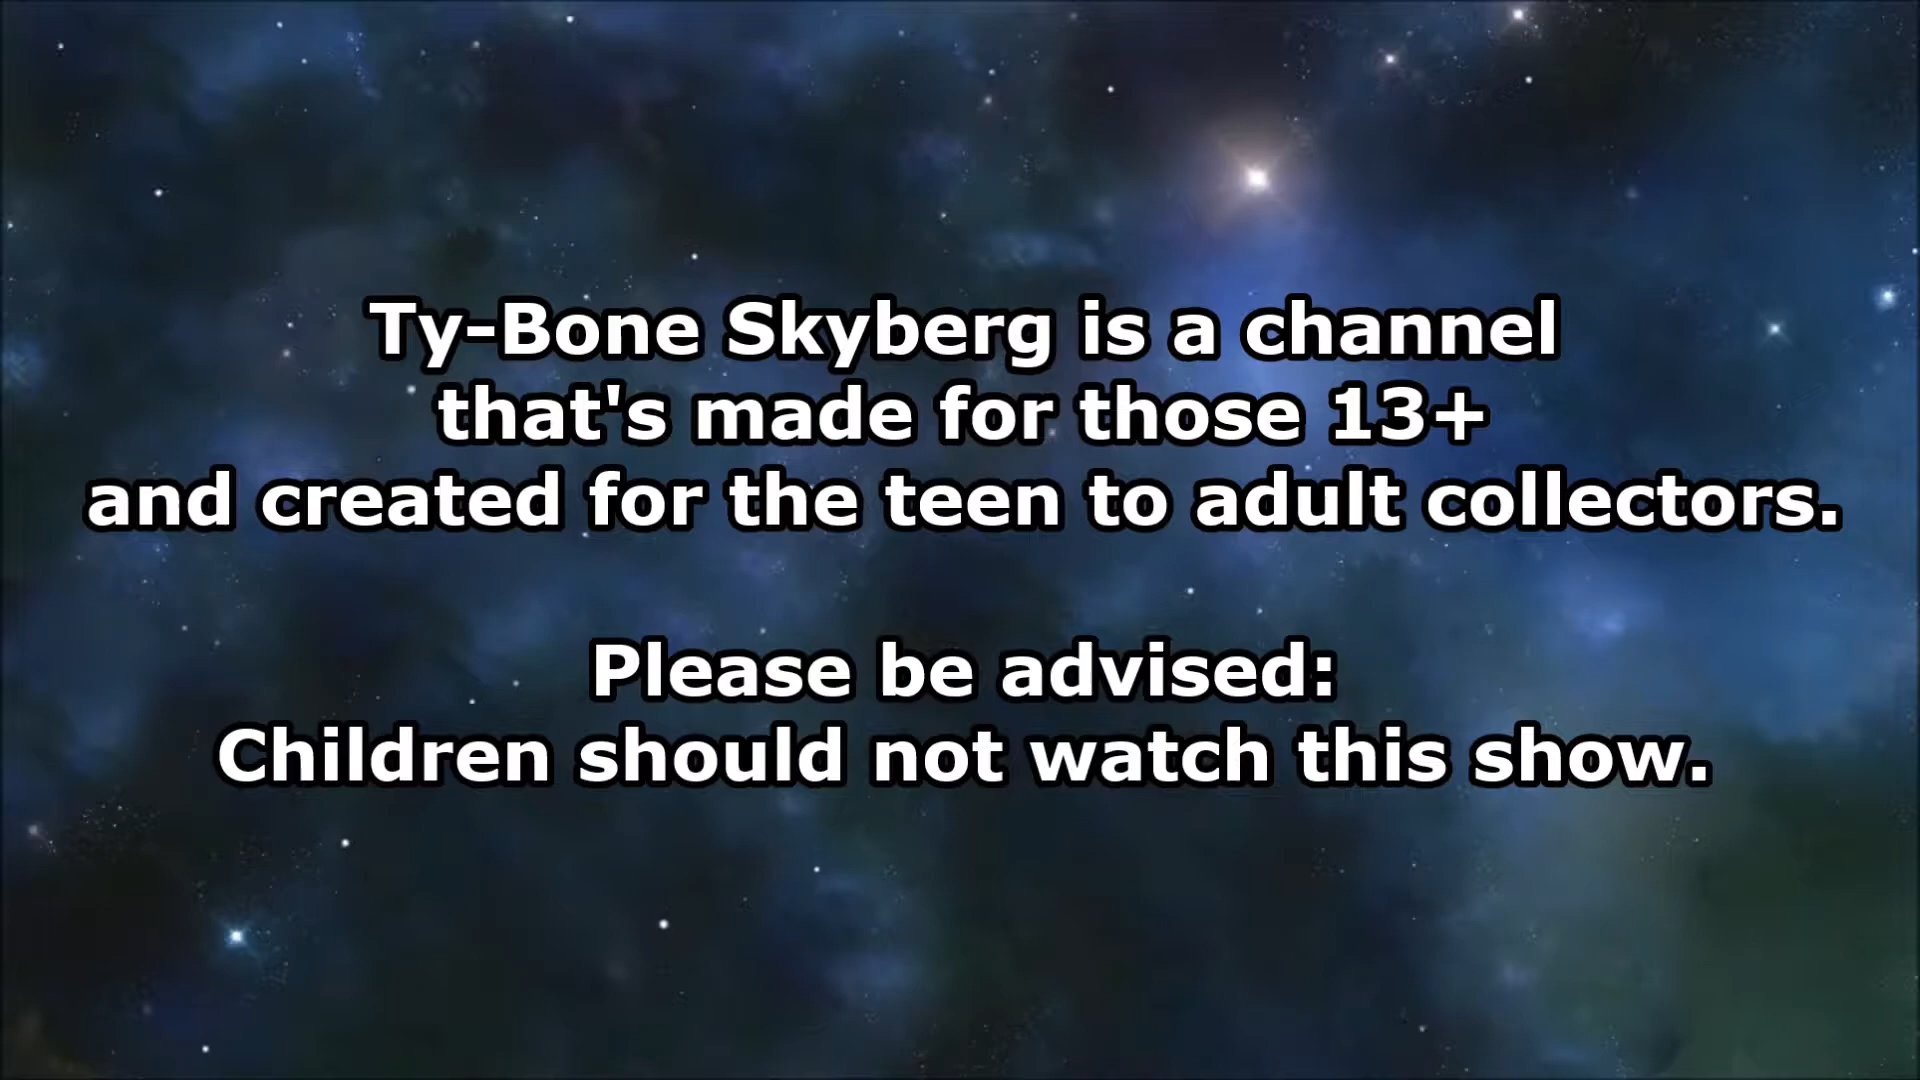 Ty-Bone Skyberg is a channel
that's made for those 13+
and created for the teen to adult collectors.
Please be advised:
Children should not watch this show.